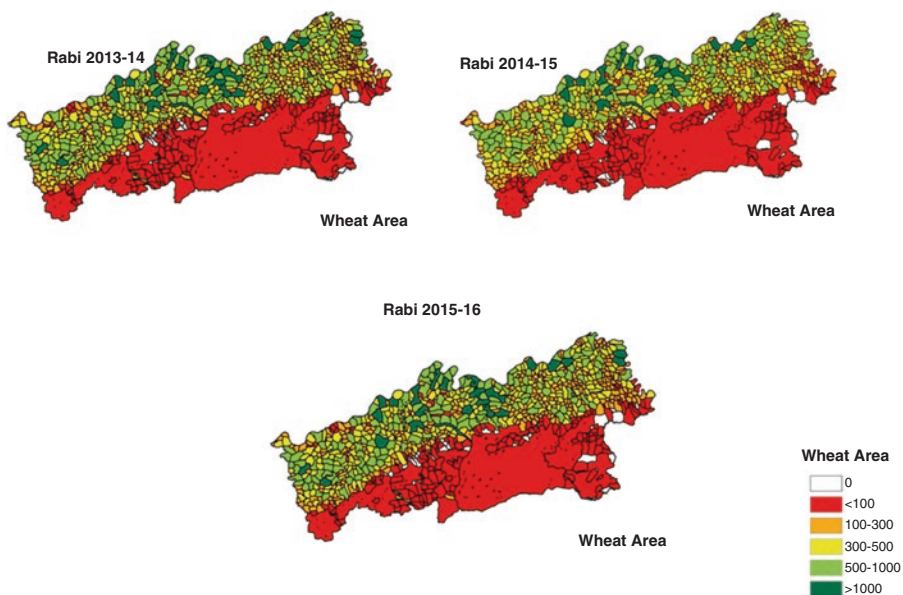 Rabi 2013-14
Rabi 2014-15
Wheat Area
Wheat Area
Rabi 2015-16
Wheat Area
Wheat Area
0
<100
100-300
300-500
500-1000
>1000